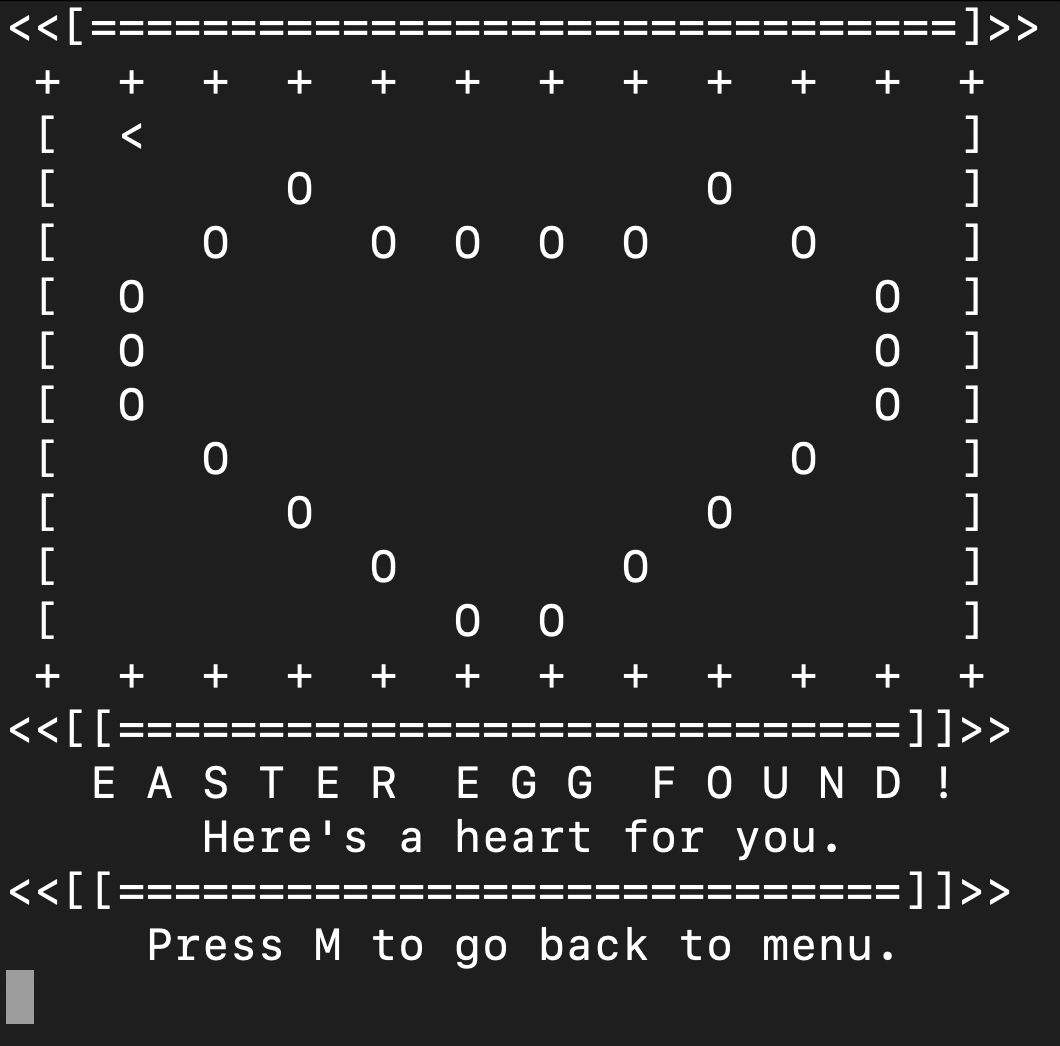 <<[===============================]>>
 +  +  +  +  +  +  +  +  +  +  +  +
 [  <                             ]
 [        O              O        ]
 [     O     O  O  O  O     O     ]
 [  O                          O  ]
 [  O                          O  ]
 [  O                          O  ]
 [     O                    O     ]
 [        O              O        ]
 [           O        O           ]
 [              O  O              ]
 +  +  +  +  +  +  +  +  +  +  +  +
<<[[============================]]>>
   E A S T E R  E G G  F O U N D !
       Here's a heart for you.
<<[[============================]]>>
     Press M to go back to menu.